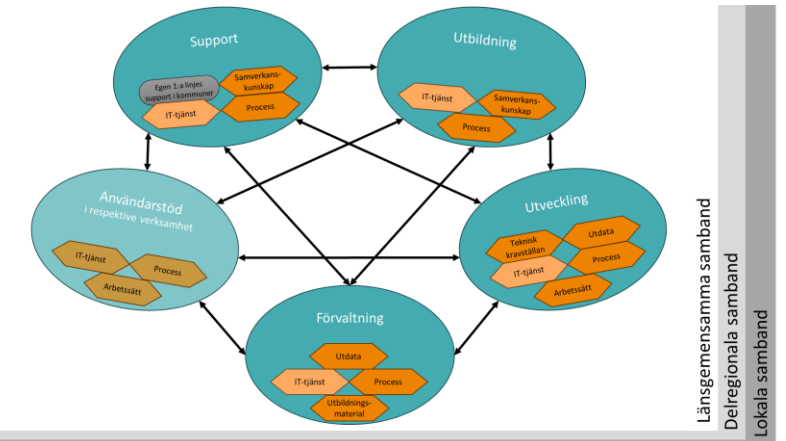 Support
Egen 1:a linjes
support i kommuner
Samverkans-
kunskap
IT-tjänst
Process
Utbildning
IT-tjänst
Samverkans-
kunskap
Process
Användarstöd
i respektive verksamhet
IT-tjänst
Process
Arbetssätt
Utveckling
Teknisk
kravställan
Utdata
IT-tjänst
Process
Arbetssätt
Förvaltning
Utdata
IT-tjänst
Process
Utbildnings-
material
Länsgemensamma samband
Delregionala samband
Lokala samband